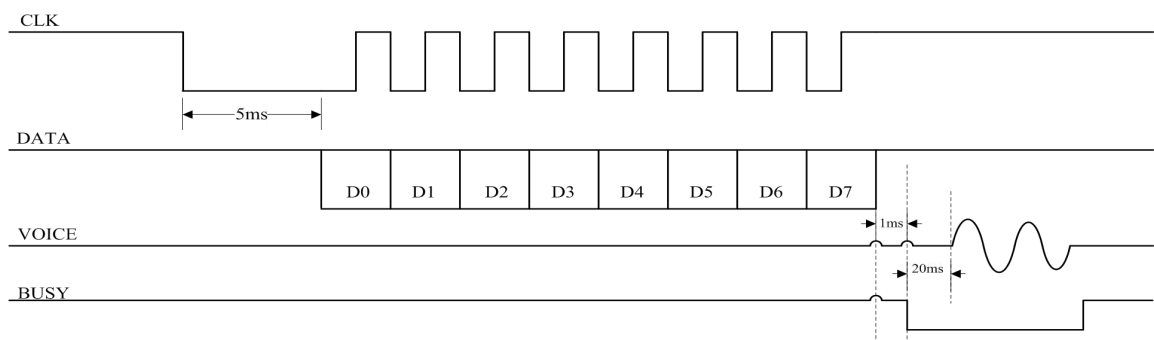 CLK
5ms
DATA
D0 D1 D2 D3 D4 D5 D6 D7
1ms
VOICE
20ms
BUSY